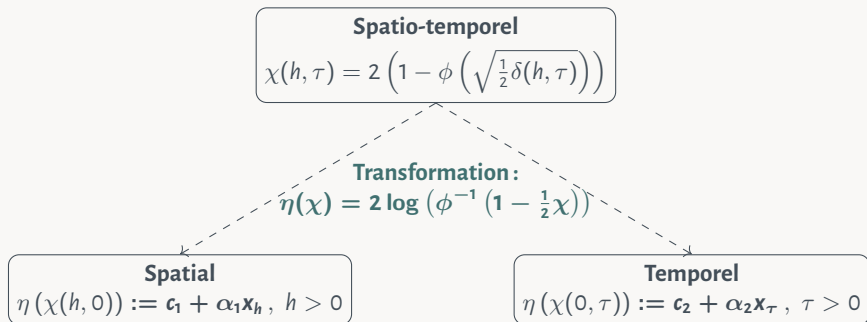 Spatio-temporel
χ(h, τ) = 2 (1 − ϕ (√(½δ(h, τ))))
Transformation :
η(χ) = 2 log (ϕ⁻¹ (1 − ½χ))
Spatial
η (χ(h, 0)) := c₁ + α₁xₕ , h > 0
Temporel
η (χ(0, τ)) := c₂ + α₂x_τ , τ > 0